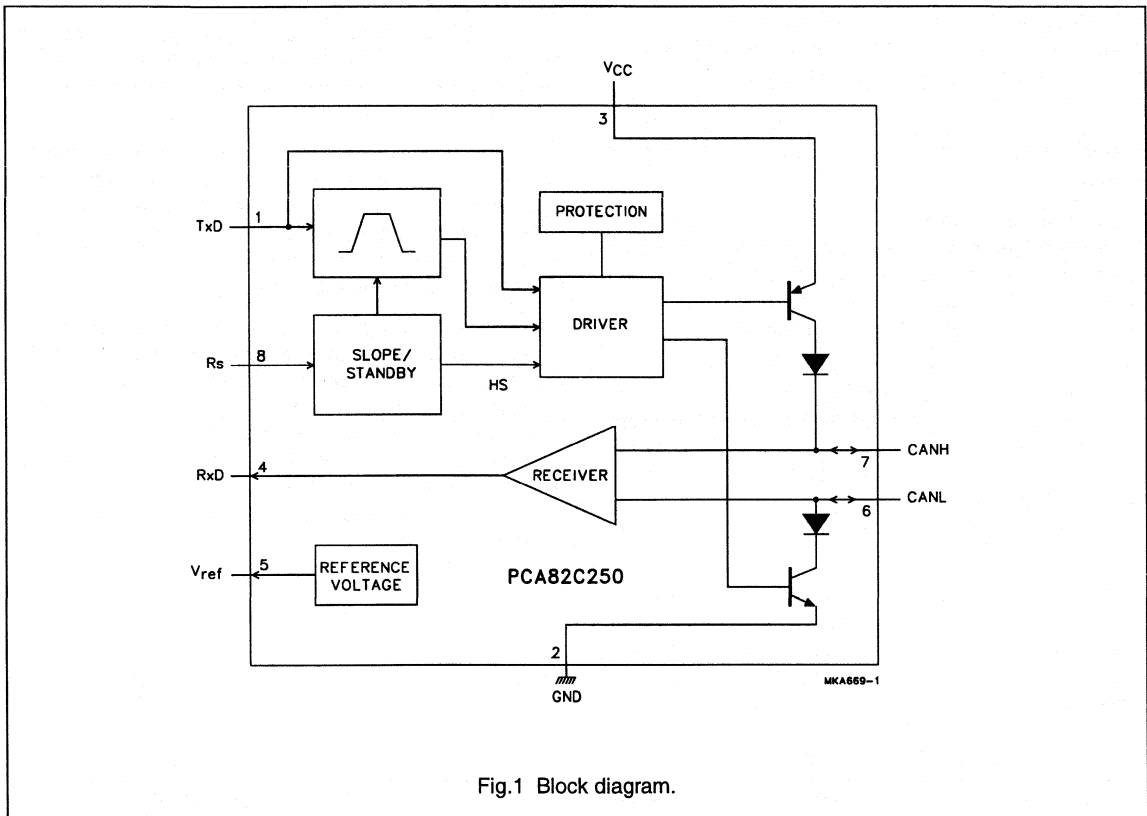 VCC
3
TxD
1
PROTECTION
DRIVER
Rs
8
SLOPE/
STANDBY
HS
RxD
4
RECEIVER
7
CANH
6
CANL
Vref
5
REFERENCE
VOLTAGE
PCA82C250
2
GND
MKA669-1
Fig.1 Block diagram.